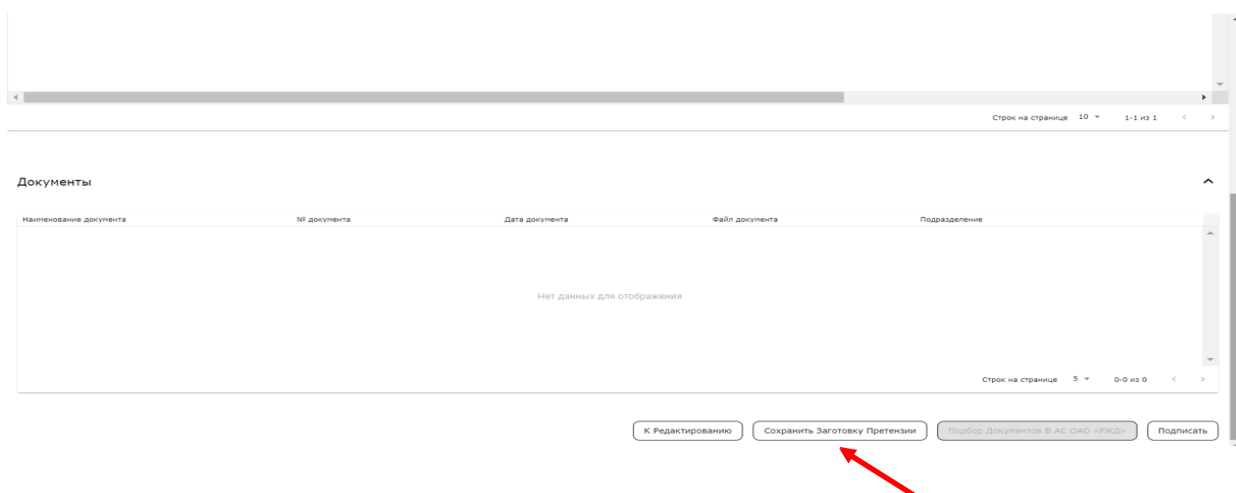 Строк на странице 10 1-1 из 1
Документы
Наименование документа № документа Дата документа Файл документа Подразделение
Нет данных для отображения
Строк на странице 5 0-0 из 0
К Редактированию Сохранить Заготовку Претензии Подбор Документов В АС ОАО «РЖД» Подписать